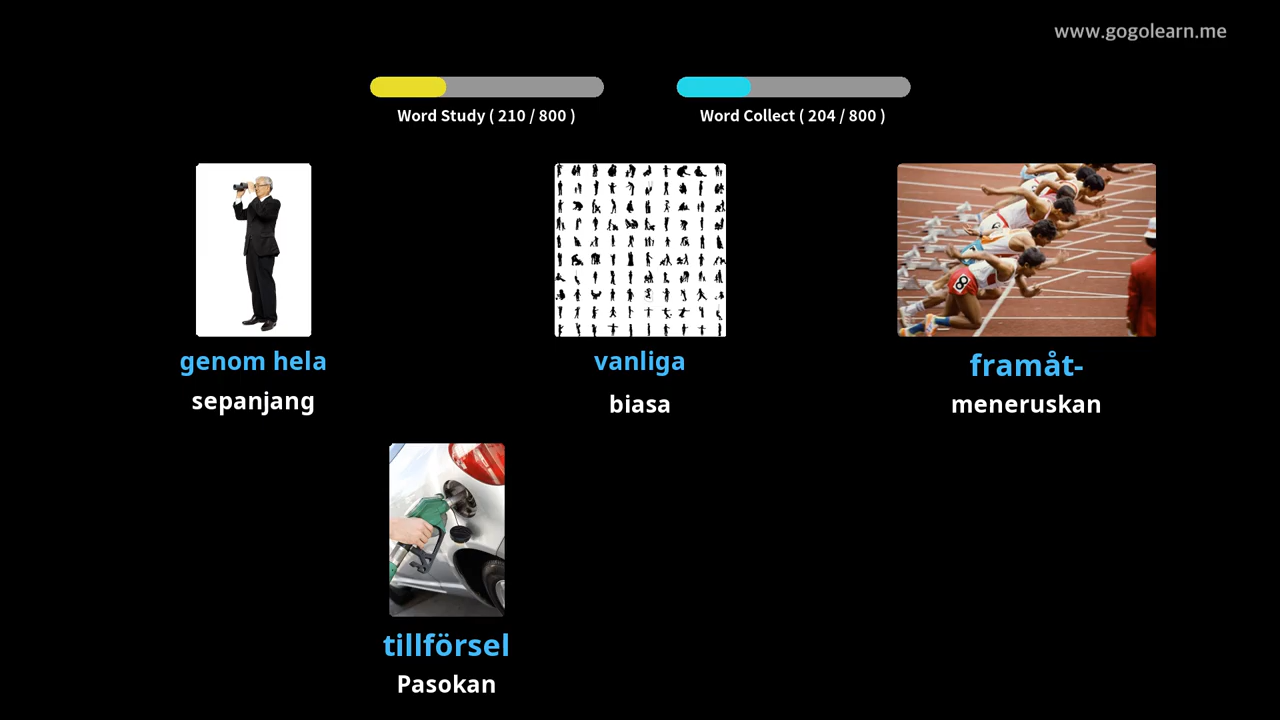 www.gogolearn.me
Word Study ( 210 / 800 )
Word Collect ( 204 / 800 )
genom hela
sepanjang
vanliga
biasa
framåt-
meneruskan
tillförsel
Pasokan